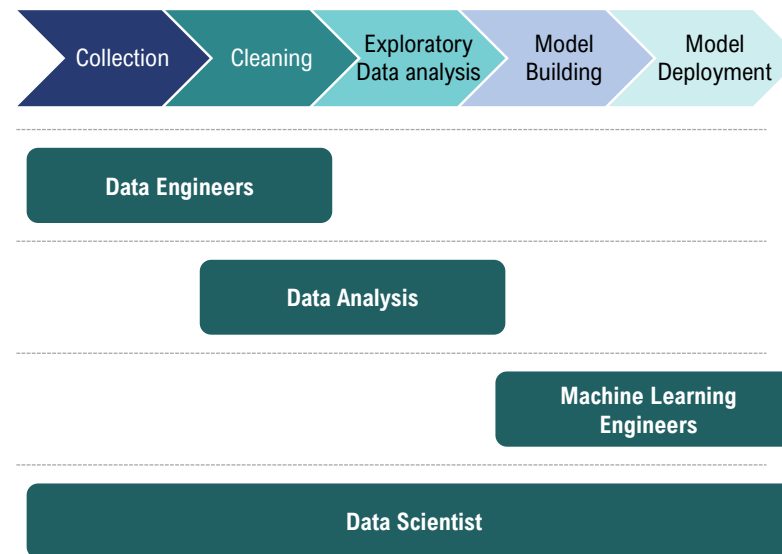 Collection
Cleaning
Exploratory
Data analysis
Model
Building
Model
Deployment
Data Engineers
Data Analysis
Machine Learning
Engineers
Data Scientist